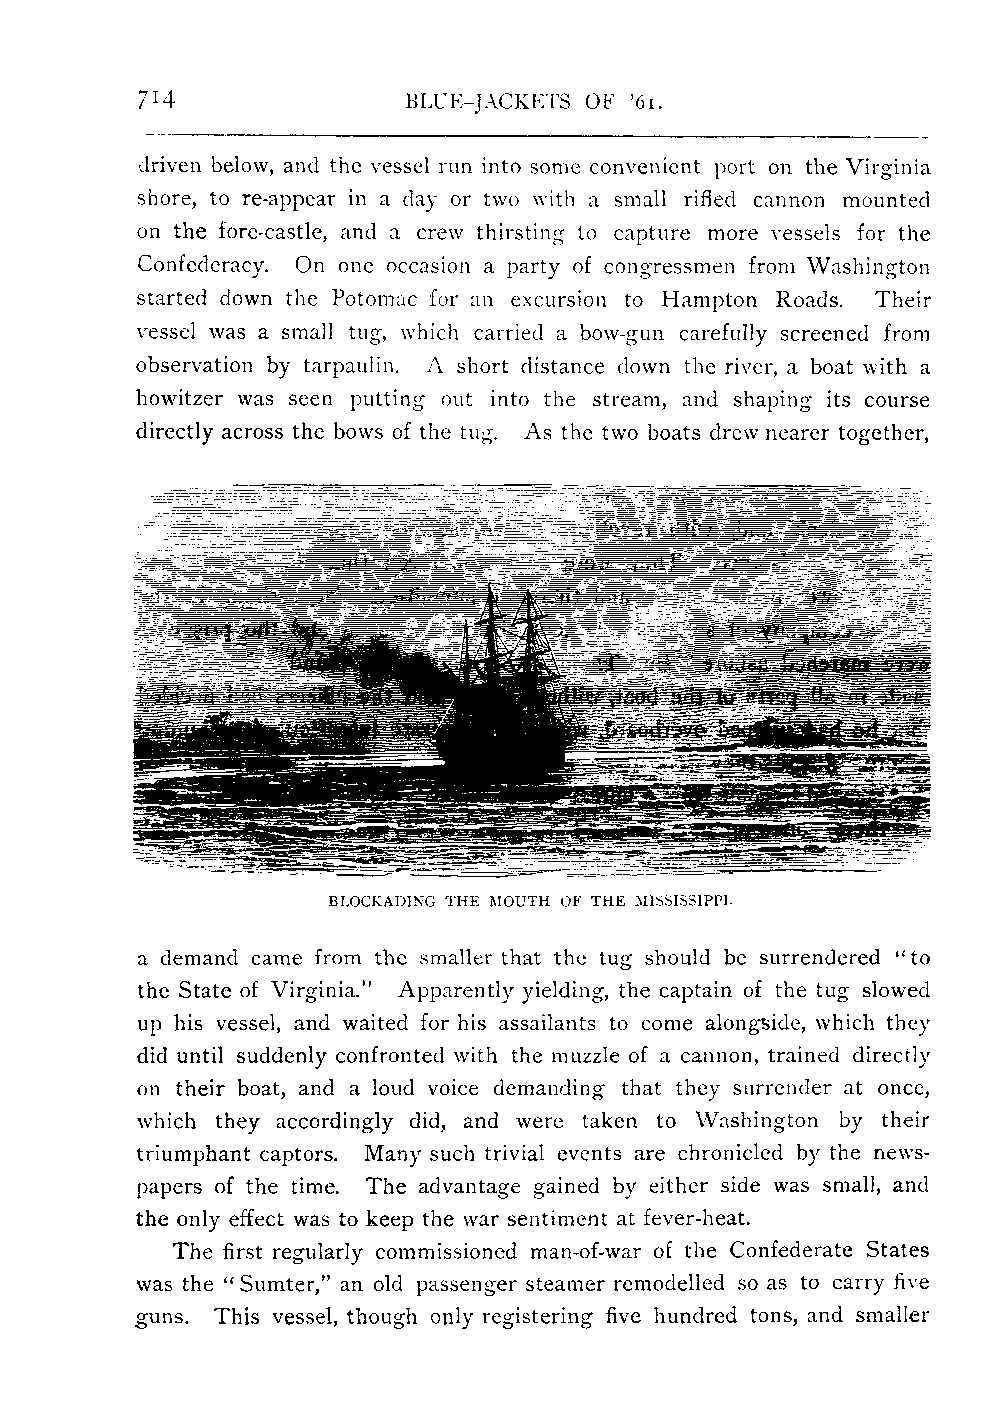 714 BLUE-JACKETS OF '61.
driven below, and the vessel run into some convenient port on the Virginia
shore, to re-appear in a day or two with a small rifled cannon mounted
on the fore-castle, and a crew thirsting to capture more vessels for the
Confederacy. On one occasion a party of congressmen from Washington
started down the Potomac for an excursion to Hampton Roads. Their
vessel was a small tug, which carried a bow-gun carefully screened from
observation by tarpaulin. A short distance down the river, a boat with a
howitzer was seen putting out into the stream, and shaping its course
directly across the bows of the tug. As the two boats drew nearer together,
BLOCKADING THE MOUTH OF THE MISSISSIPPI.
a demand came from the smaller that the tug should be surrendered "to
the State of Virginia." Apparently yielding, the captain of the tug slowed
up his vessel, and waited for his assailants to come alongside, which they
did until suddenly confronted with the muzzle of a cannon, trained directly
on their boat, and a loud voice demanding that they surrender at once,
which they accordingly did, and were taken to Washington by their
triumphant captors. Many such trivial events are chronicled by the news-
papers of the time. The advantage gained by either side was small, and
the only effect was to keep the war sentiment at fever-heat.
The first regularly commissioned man-of-war of the Confederate States
was the "Sumter," an old passenger steamer remodelled so as to carry five
guns. This vessel, though only registering five hundred tons, and smaller